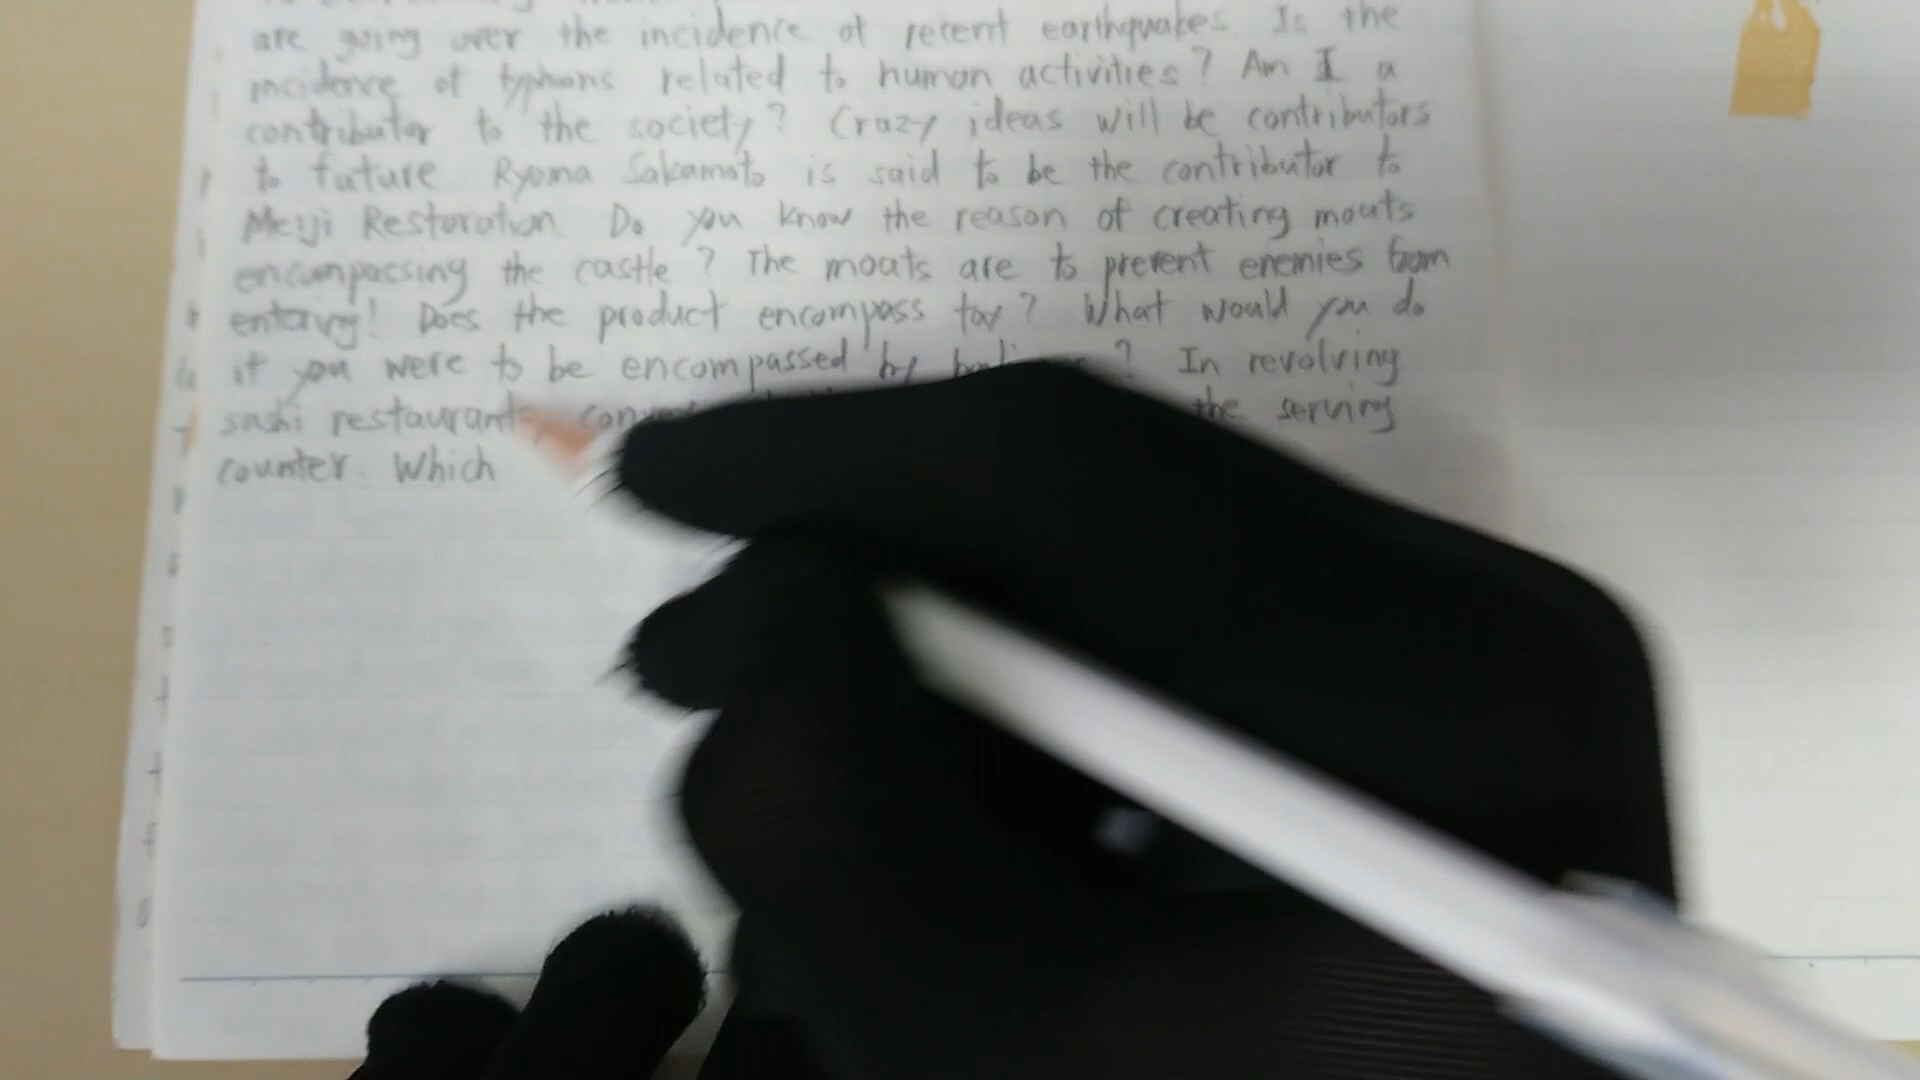 are going over the incidence of recent earthquakes. Is the
incidence of typhons related to human activities? Am I a
contributor to the society? Crazy ideas will be contributors
to future. Ryoma Sakamoto is said to be the contributor to
Meiji Restoration. Do you know the reason of creating moats
encompassing the castle? The moats are to prevent enemies from
entering! Does the product encompass tax? What would you do
if you were to be encompassed by ? In revolving
sushi restaurants, the serving
counter. Which